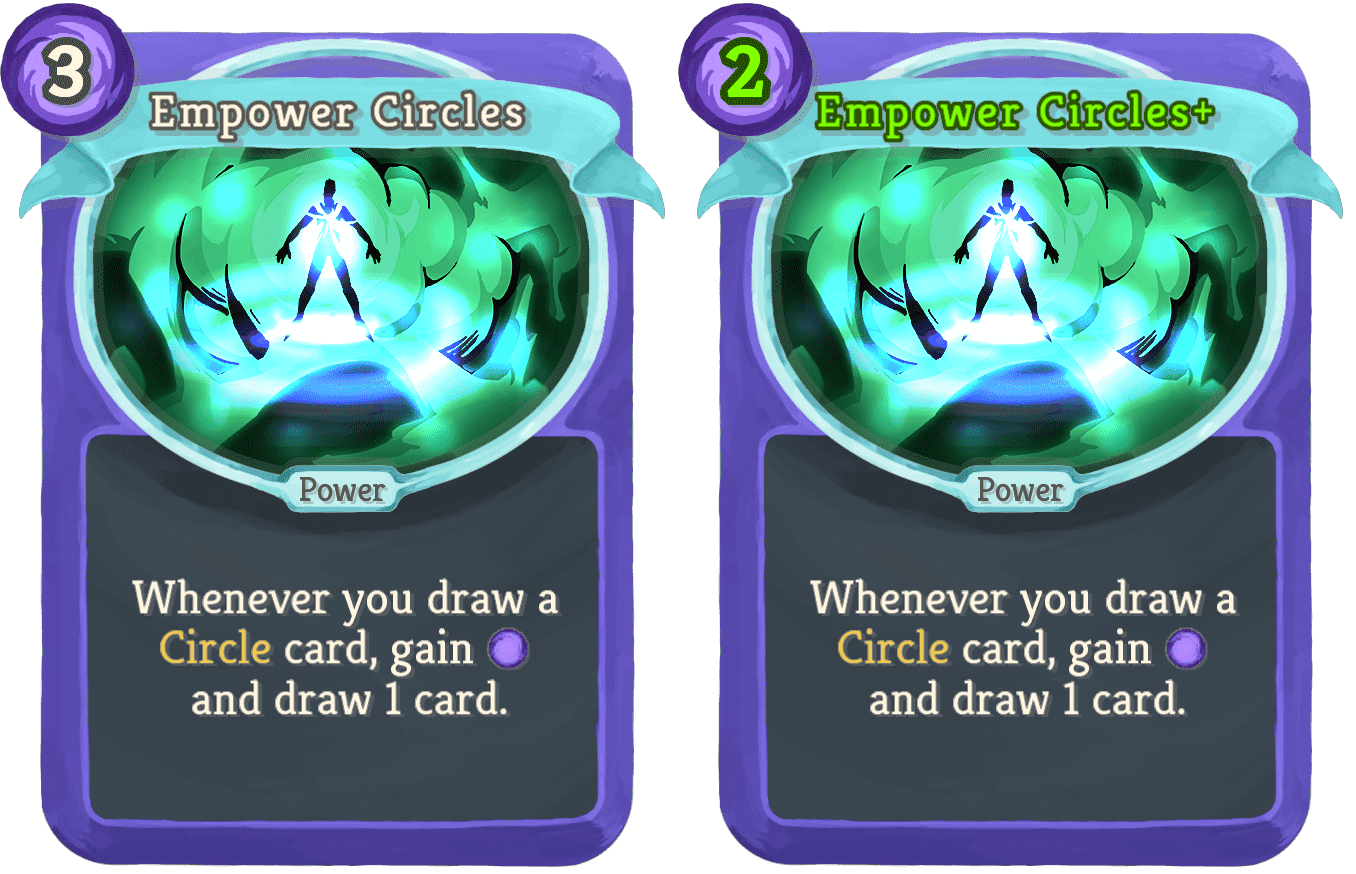 3
Empower Circles
Power
Whenever you draw a
Circle card, gain
and draw 1 card.
2
Empower Circles+
Power
Whenever you draw a
Circle card, gain
and draw 1 card.